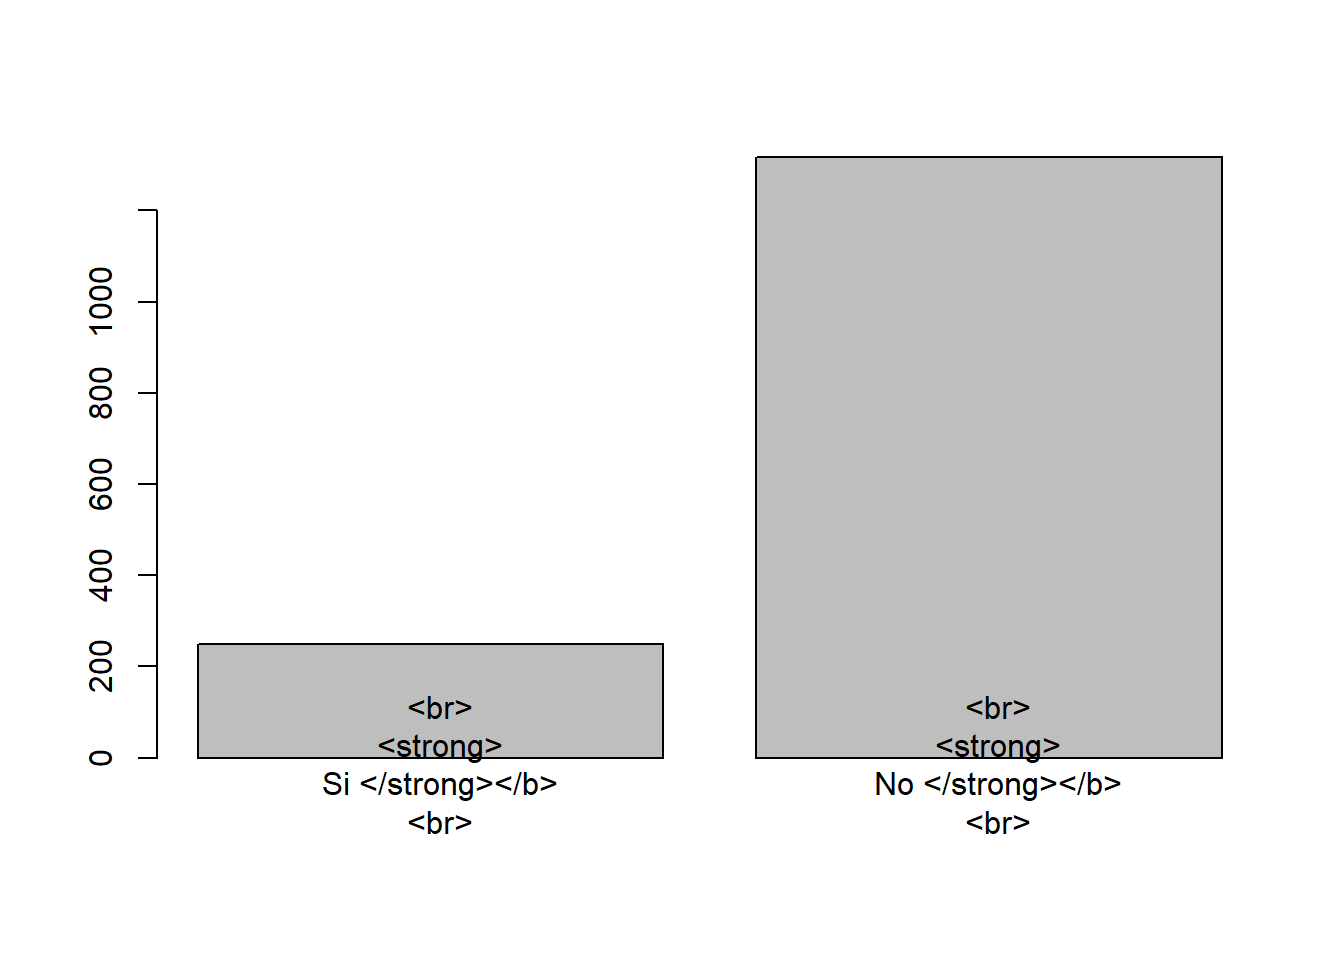 1000
800
600
400
200
0
<br>
<strong>
Si </strong></b>
<br>
<br>
<strong>
No </strong></b>
<br>